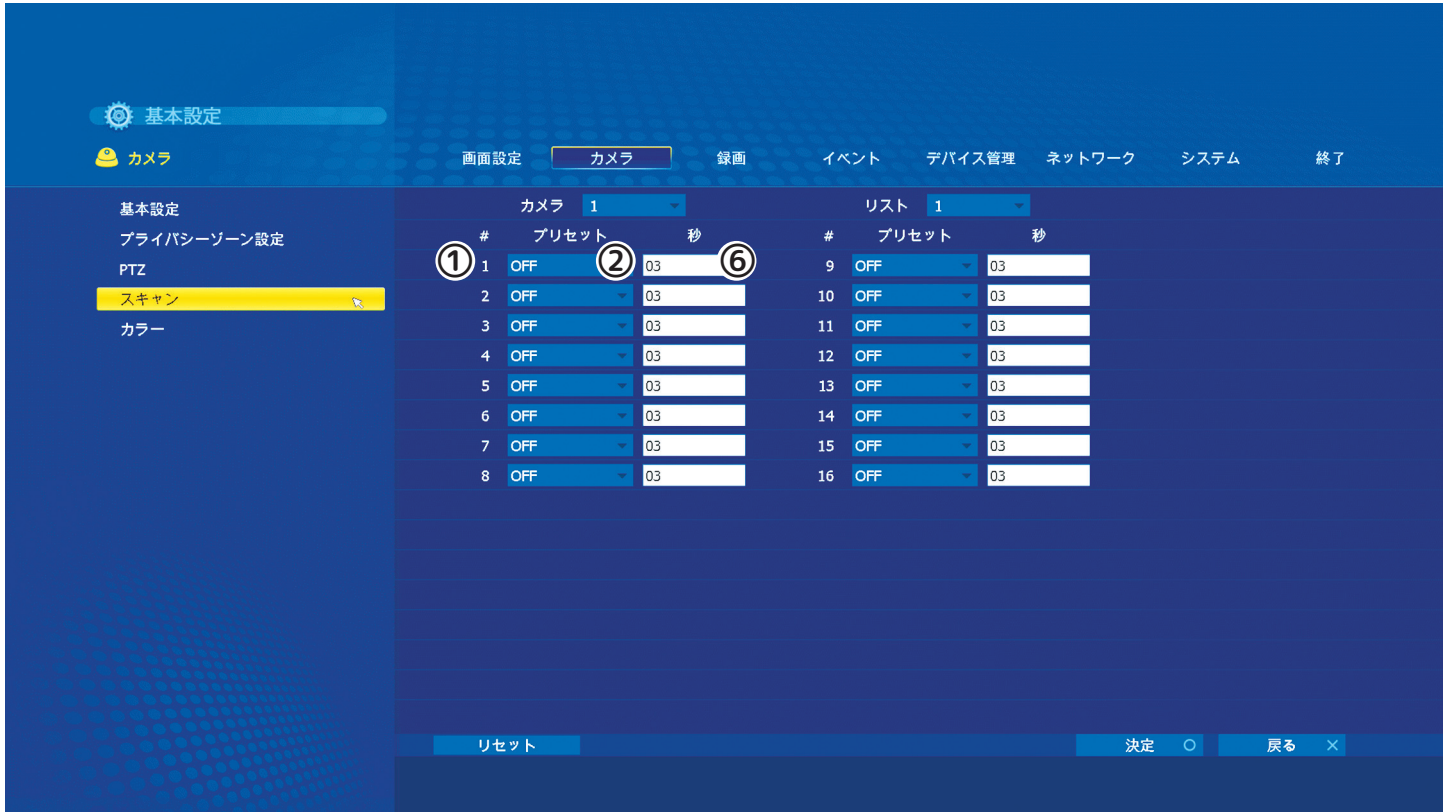 基本設定
カメラ
画面設定 カメラ 録画 イベント デバイス管理 ネットワーク システム 終了
基本設定
プライバシーゾーン設定
PTZ
スキャン
カラー
カメラ 1 リスト 1
# プリセット 秒 # プリセット 秒
① 1 OFF ② 03 ⑥ 9 OFF 03
2 OFF 03 10 OFF 03
3 OFF 03 11 OFF 03
4 OFF 03 12 OFF 03
5 OFF 03 13 OFF 03
6 OFF 03 14 OFF 03
7 OFF 03 15 OFF 03
8 OFF 03 16 OFF 03
リセット 決定 ○ 戻る ×